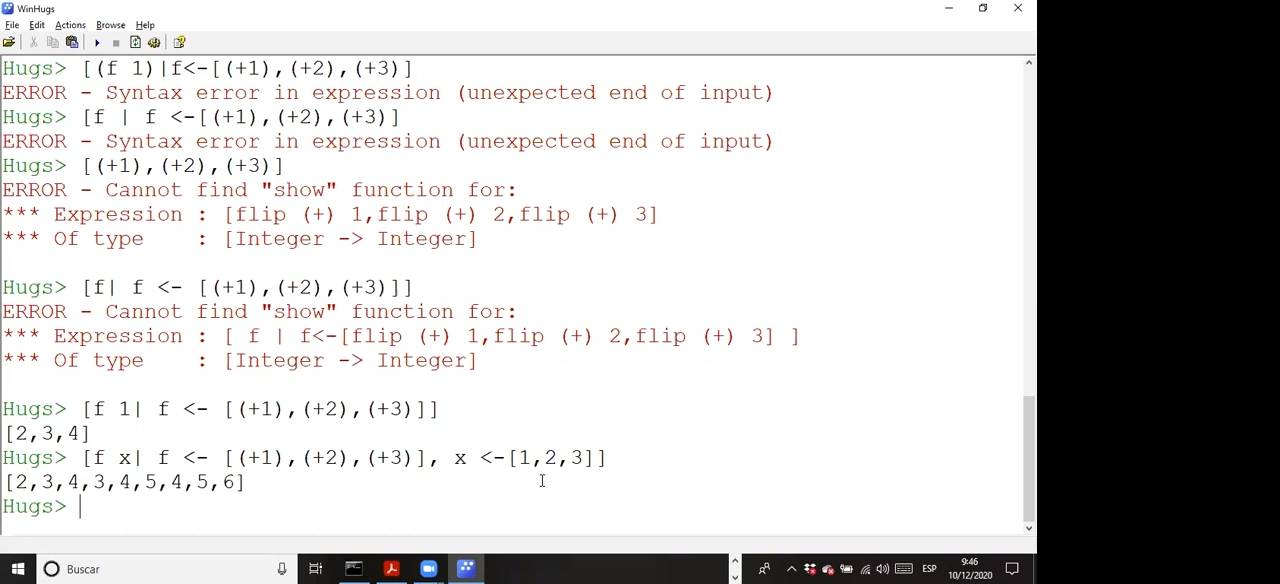 WinHugs
File Edit Actions Browse Help
Hugs> [(f 1)|f<-[(+1),(+2),(+3)]
ERROR - Syntax error in expression (unexpected end of input)
Hugs> [f | f <-[(+1),(+2),(+3)]
ERROR - Syntax error in expression (unexpected end of input)
Hugs> [(+1),(+2),(+3)]
ERROR - Cannot find "show" function for:
*** Expression : [flip (+) 1,flip (+) 2,flip (+) 3]
*** Of type    : [Integer -> Integer]
Hugs> [f| f <- [(+1),(+2),(+3)]]
ERROR - Cannot find "show" function for:
*** Expression : [ f | f<-[flip (+) 1,flip (+) 2,flip (+) 3] ]
*** Of type    : [Integer -> Integer]
Hugs> [f 1| f <- [(+1),(+2),(+3)]]
[2,3,4]
Hugs> [f x| f <- [(+1),(+2),(+3)], x <-[1,2,3]]
[2,3,4,3,4,5,4,5,6]
Hugs>
Buscar
ESP
9:46
10/12/2020